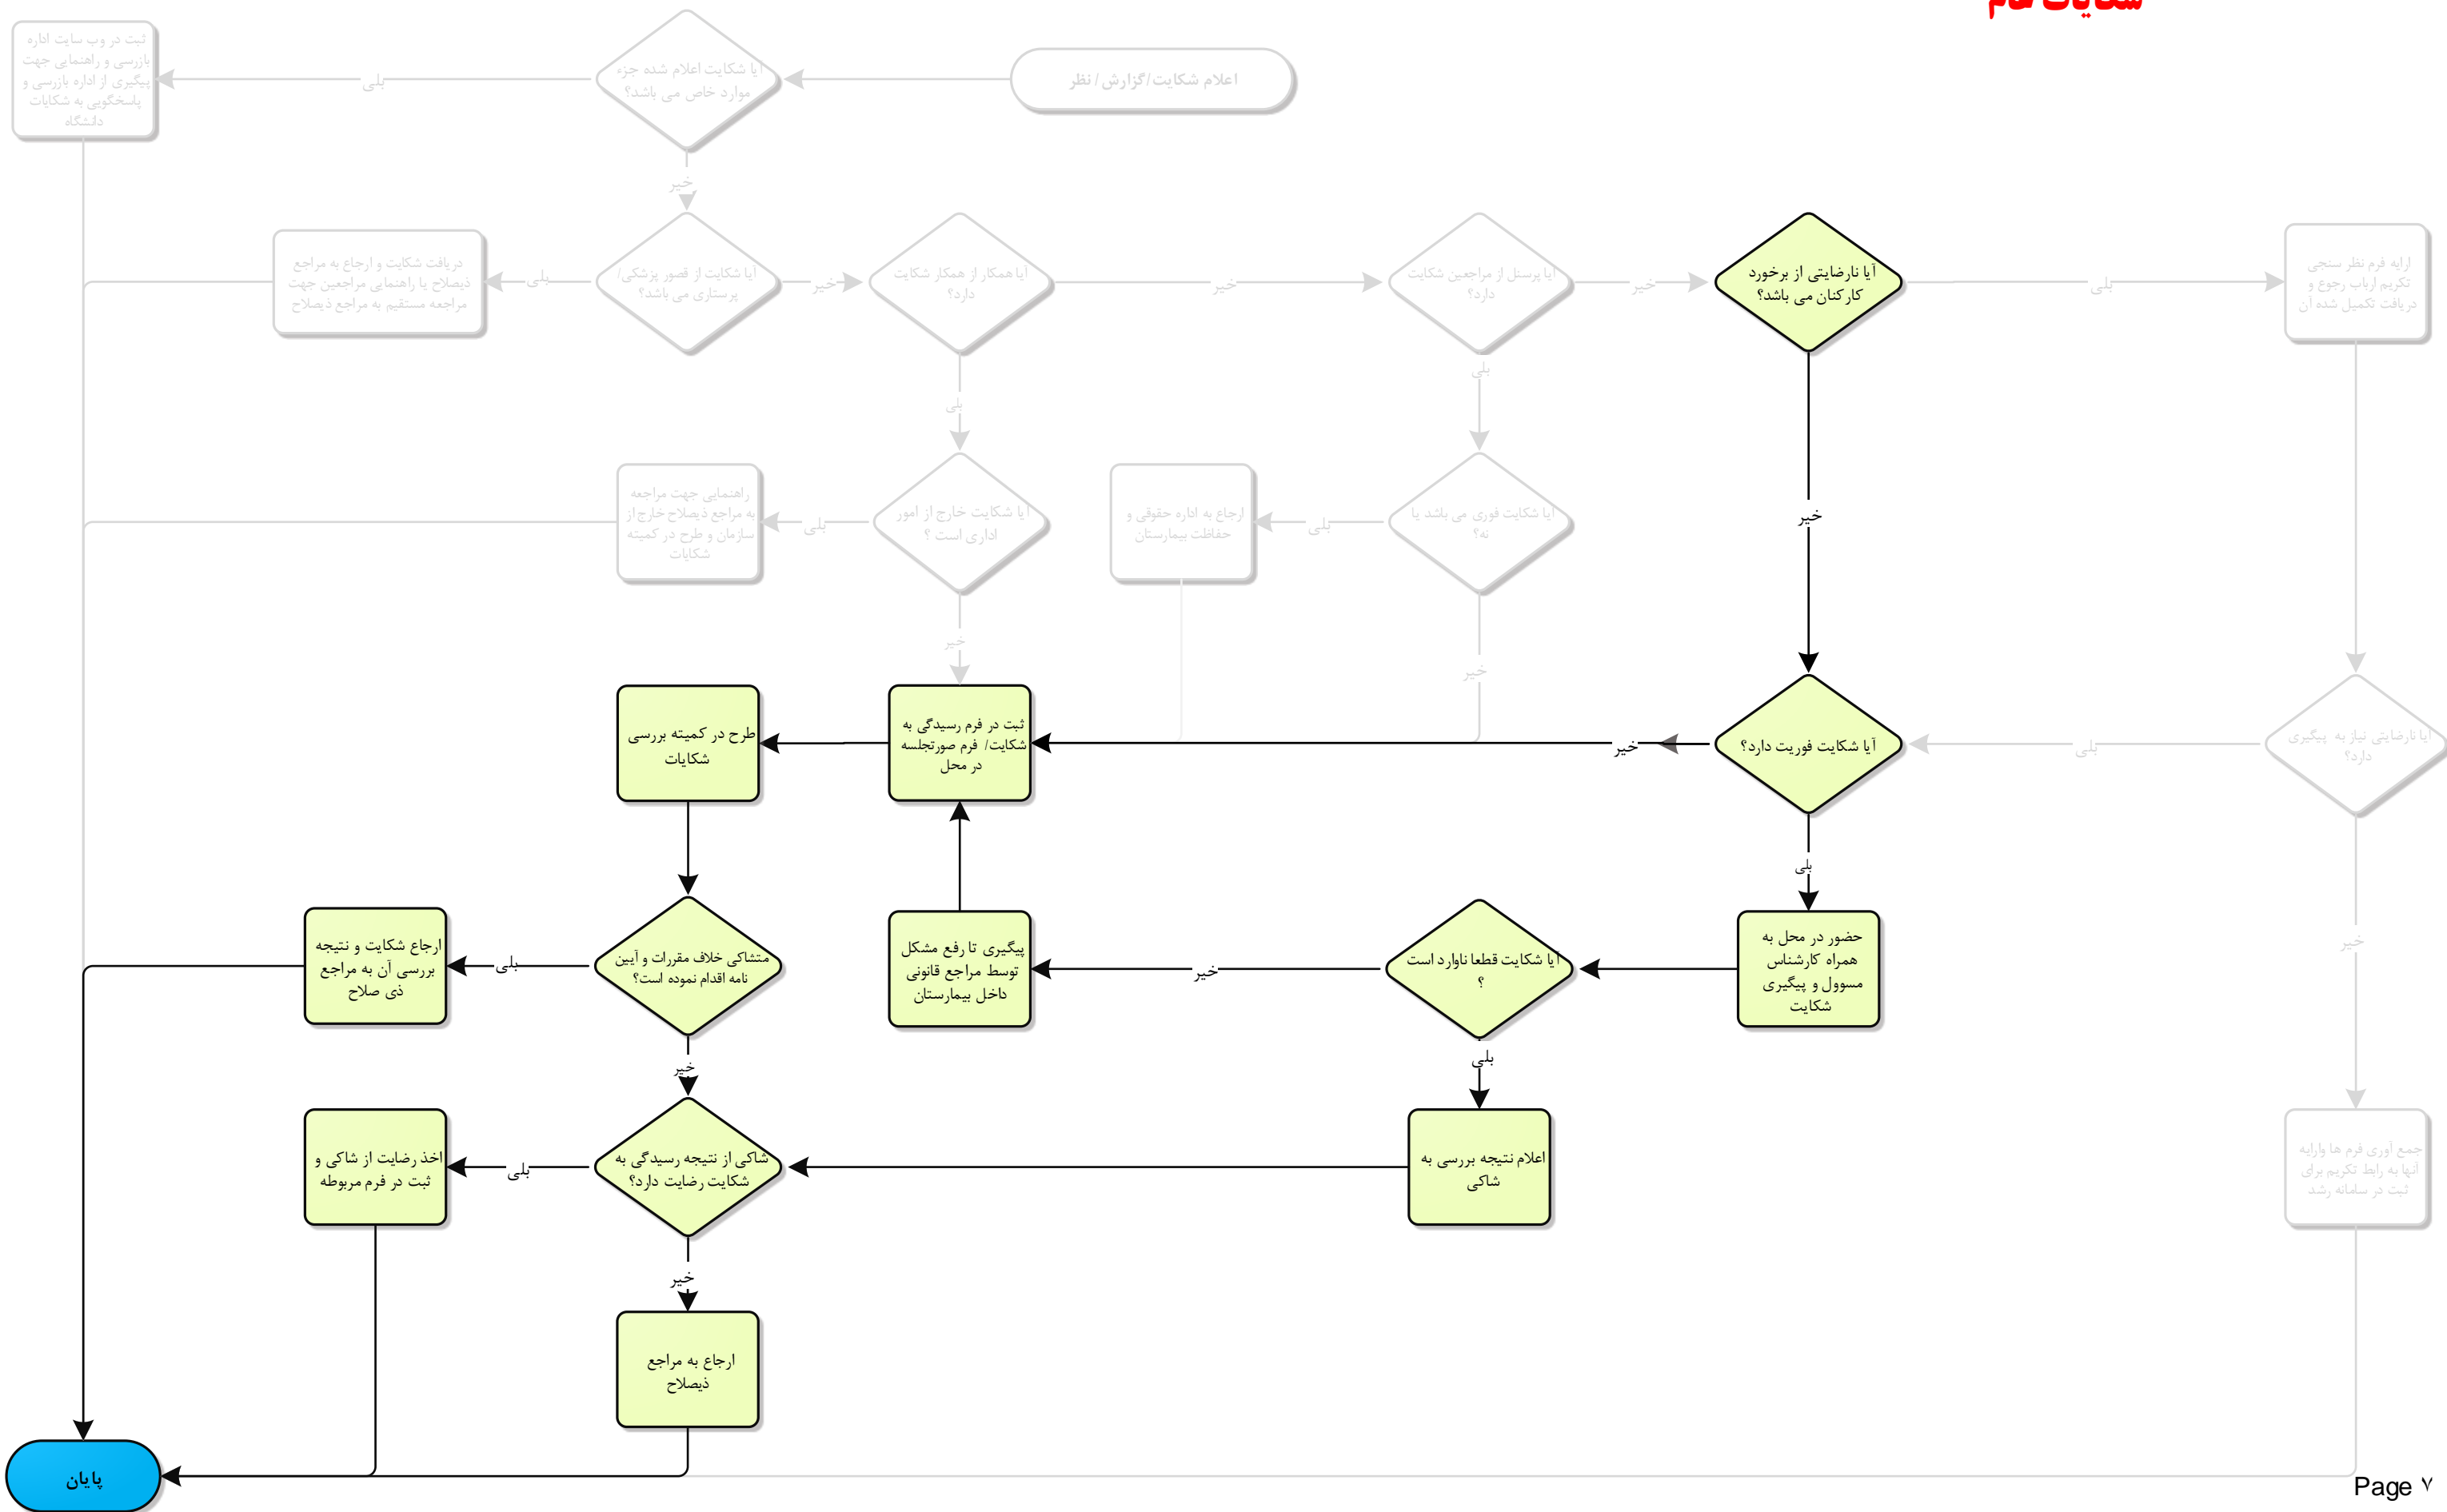 شکایات عام
اعلام شکایت/گزارش/ نظر
آیا شکایت اعلام شده جزء
موارد خاص می باشد؟
بلی
ثبت در وب سایت اداره
بازرسی و راهنمایی جهت
پیگیری از اداره بازرسی و
پاسخگویی به شکایات
دانشگاه
خیر
آیا شکایت از قصور پزشکی/
پرستاری می باشد؟
بلی
دریافت شکایت و ارجاع به مراجع
ذیصلاح یا راهنمایی مراجعین جهت
مراجعه مستقیم به مراجع ذیصلاح
خیر
آیا همکار از همکار شکایت
دارد؟
خیر
آیا پرسنل از مراجعین شکایت
دارد؟
خیر
آیا نارضایتی از برخورد
کارکنان می باشد؟
بلی
ارایه فرم نظر سنجی
تکریم ارباب رجوع و
دریافت تکمیل شده آن
بلی
بلی
خیر
آیا شکایت خارج از امور
اداری است ؟
بلی
راهنمایی جهت مراجعه
به مراجع ذیصلاح خارج از
سازمان و طرح در کمیته
شکایات
آیا شکایت فوری می باشد یا
نه؟
بلی
ارجاع به اداره حقوقی و
حفاظت بیمارستان
خیر
خیر
آیا نارضایتی نیاز به پیگیری
دارد؟
بلی
آیا شکایت فوریت دارد؟
خیر
ثبت در فرم رسیدگی به
شکایت/ فرم صورتجلسه
در محل
طرح در کمیته بررسی
شکایات
بلی
خیر
حضور در محل به
همراه کارشناس
مسوول و پیگیری
شکایت
آیا شکایت قطعا ناوارد است
؟
خیر
پیگیری تا رفع مشکل
توسط مراجع قانونی
داخل بیمارستان
متشاکی خلاف مقررات و آیین
نامه اقدام نموده است؟
بلی
ارجاع شکایت و نتیجه
بررسی آن به مراجع
ذی صلاح
بلی
خیر
جمع آوری فرم ها وارایه
آنها به رابط تکریم برای
ثبت در سامانه رشد
اعلام نتیجه بررسی به
شاکی
شاکی از نتیجه رسیدگی به
شکایت رضایت دارد؟
بلی
اخذ رضایت از شاکی و
ثبت در فرم مربوطه
خیر
ارجاع به مراجع
ذیصلاح
پایان
Page ۷